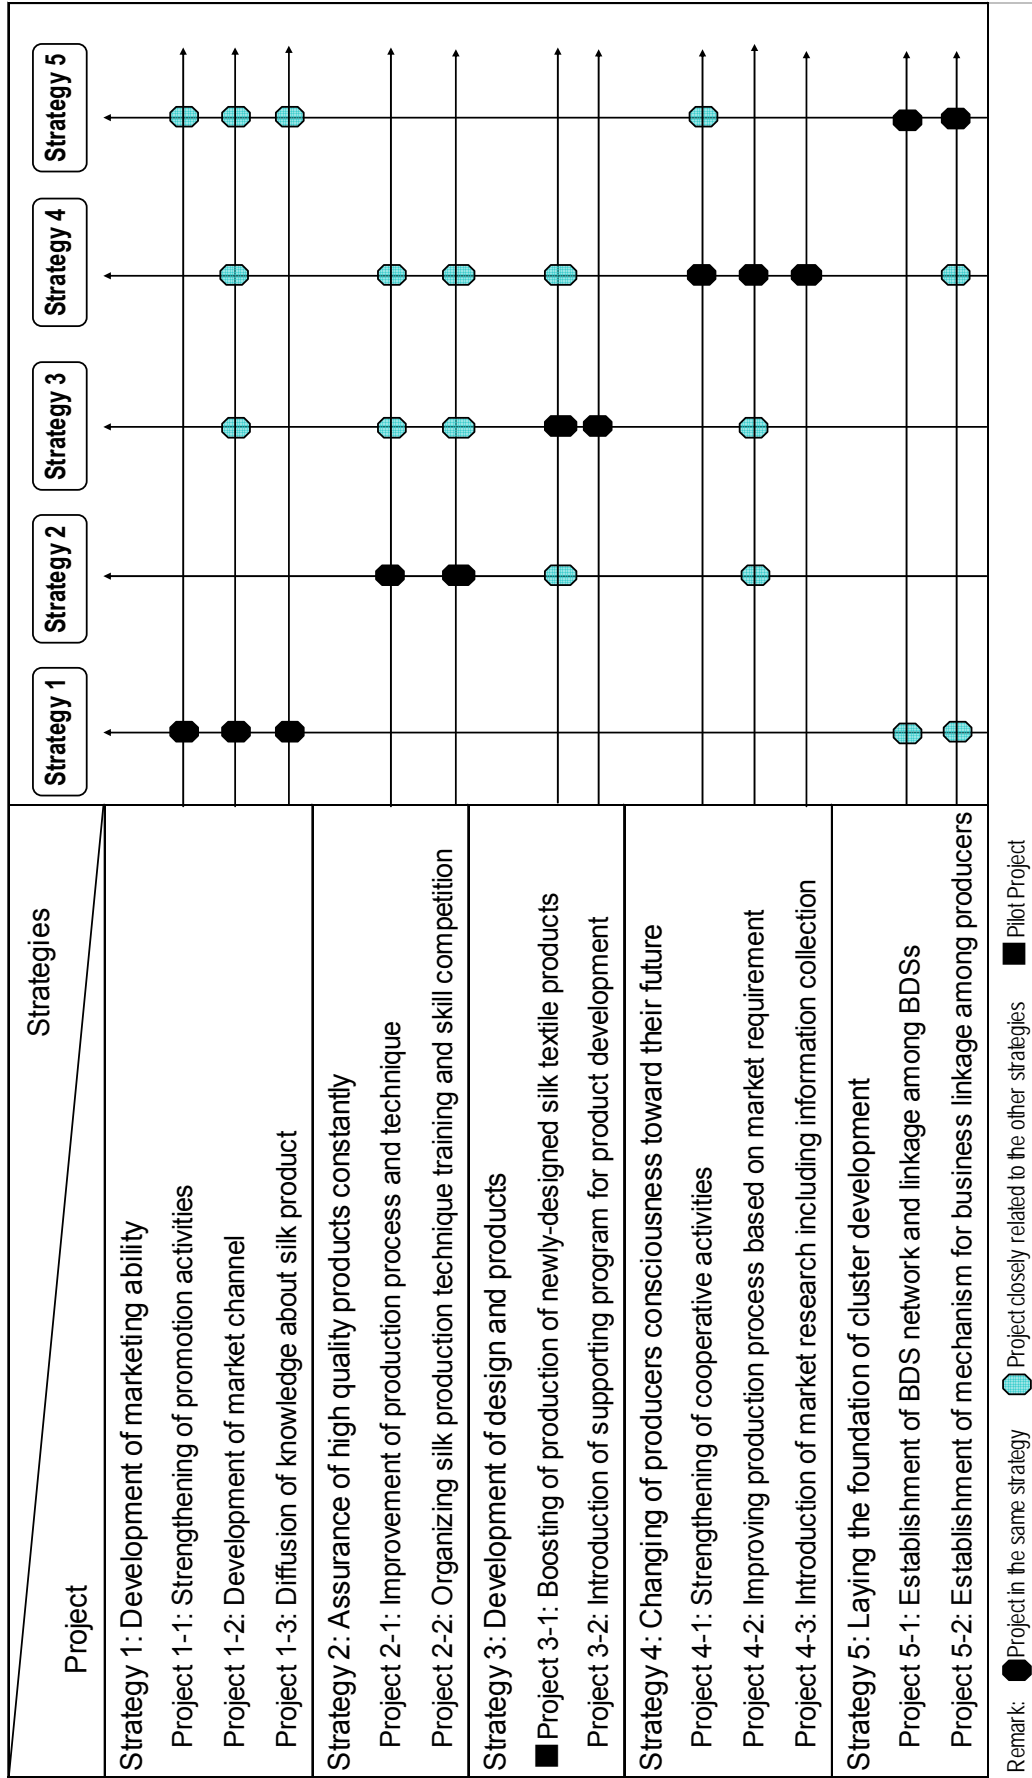 Strategies
Project
Strategy 1
Strategy 2
Strategy 3
Strategy 4
Strategy 5
Strategy 1: Development of marketing ability
Project 1-1: Strengthening of promotion activities
Project 1-2: Development of market channel
Project 1-3: Diffusion of knowledge about silk product
Strategy 2: Assurance of high quality products constantly
Project 2-1: Improvement of production process and technique
Project 2-2: Organizing silk production technique training and skill competition
Strategy 3: Development of design and products
Project 3-1: Boosting of production of newly-designed silk textile products
Project 3-2: Introduction of supporting program for product development
Strategy 4: Changing of producers consciousness toward their future
Project 4-1: Strengthening of cooperative activities
Project 4-2: Improving production process based on market requirement
Project 4-3: Introduction of market research including information collection
Strategy 5: Laying the foundation of cluster development
Project 5-1: Establishment of BDS network and linkage among BDSs
Project 5-2: Establishment of mechanism for business linkage among producers
Remark: Project in the same strategy Project closely related to the other strategies Pilot Project